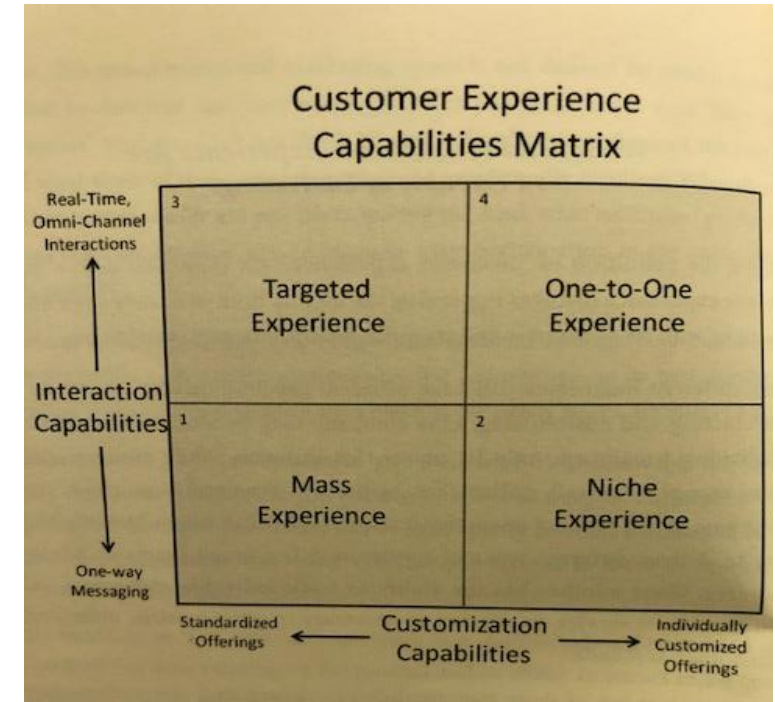 Customer Experience
Capabilities Matrix
Real-Time,
Omni-Channel
Interactions
3
4
Targeted
Experience
One-to-One
Experience
Interaction
Capabilities
1
2
Mass
Experience
Niche
Experience
One-way
Messaging
Standardized
Offerings
Customization
Capabilities
Individually
Customized
Offerings